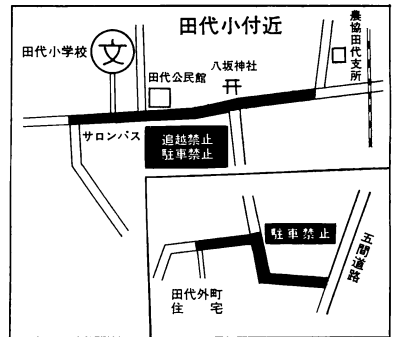 田代小付近
農協田代支所
文
田代小学校
八坂神社
田代公民館
サロンパス
追越禁止
駐車禁止
駐車禁止
五間道路
田代外町
住宅